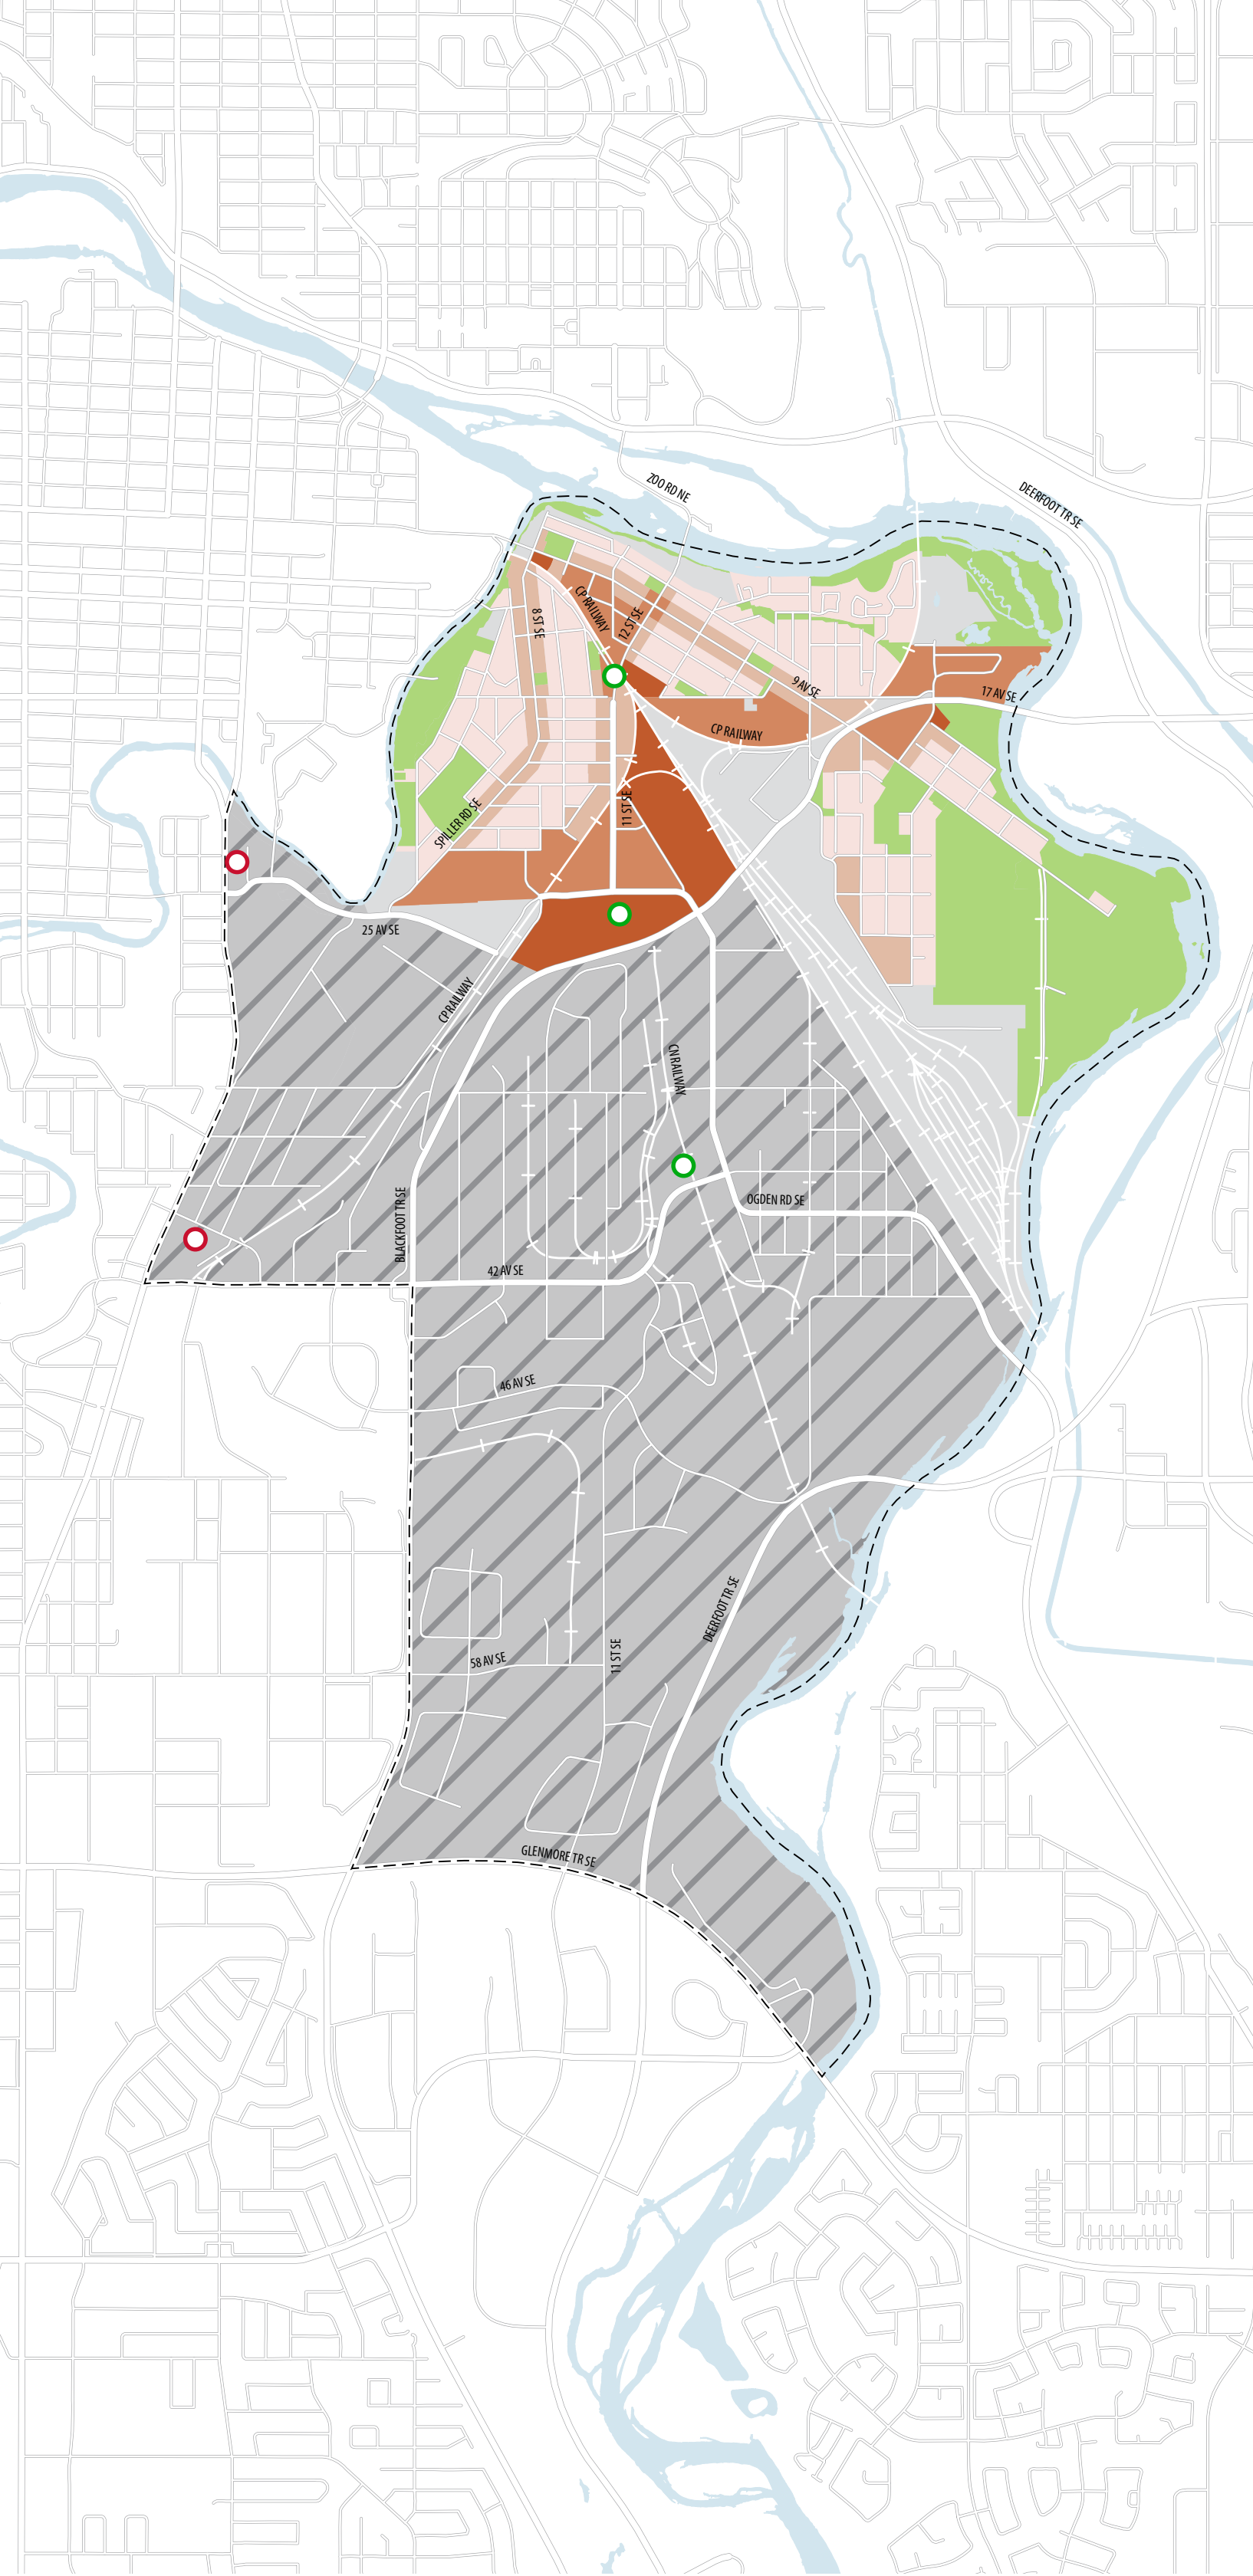 ZOO RD NE
DEERFOOT TR SE
CP RAILWAY
8 ST SE
12 ST SE
9 AV SE
17 AV SE
CP RAILWAY
11 ST SE
SPILLER RD SE
25 AV SE
CP RAILWAY
CN RAILWAY
BLACKFOOT TR SE
OGDEN RD SE
42 AV SE
46 AV SE
DEERFOOT TR SE
58 AV SE
11 ST SE
GLENMORE TR SE